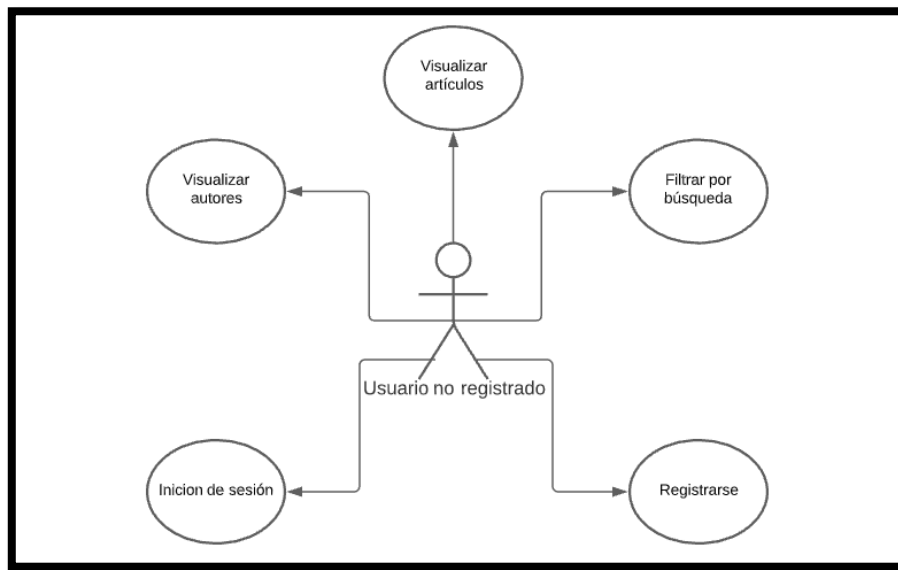 Visualizar
artículos
Visualizar
autores
Filtrar por
búsqueda
Usuario no registrado
Inicion de sesión
Registrarse